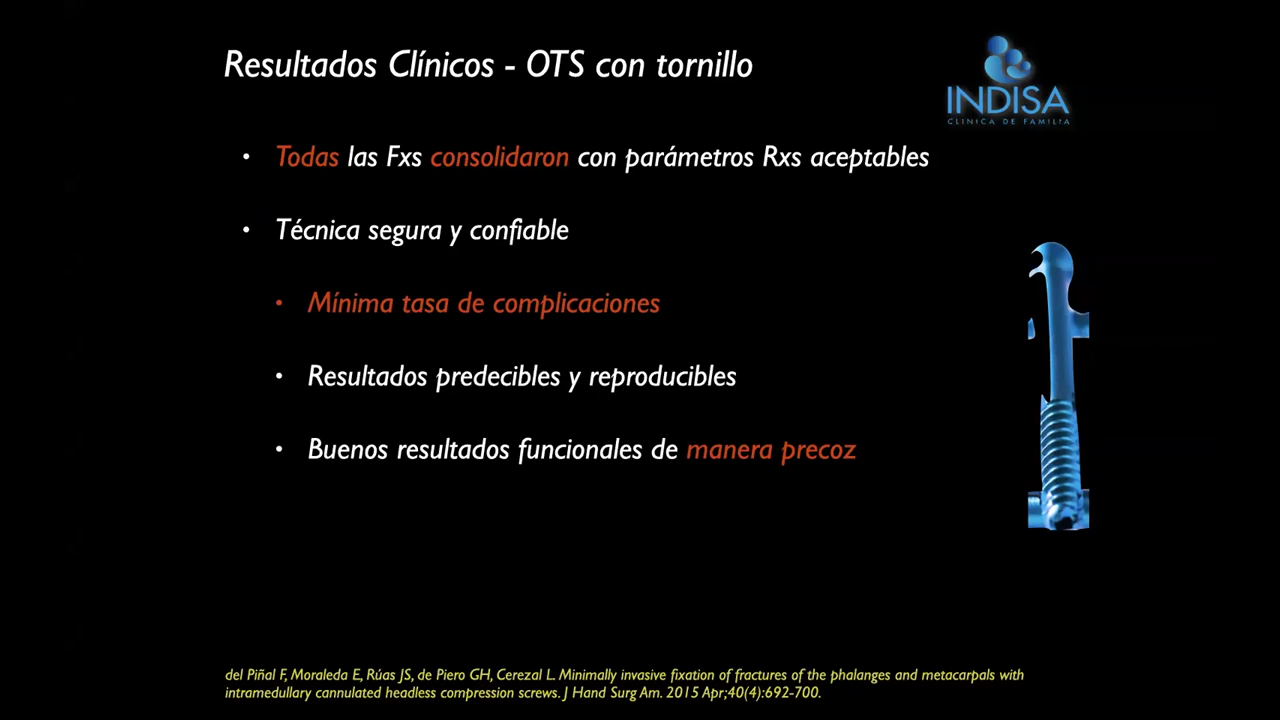 Resultados Clínicos - OTS con tornillo
INDISA
CLINICA DE FAMILIA
• Todas las Fxs consolidaron con parámetros Rxs aceptables
• Técnica segura y confiable
• Mínima tasa de complicaciones
• Resultados predecibles y reproducibles
• Buenos resultados funcionales de manera precoz
del Piñal F, Moraleda E, Rúas JS, de Piero GH, Cerezal L. Minimally invasive fixation of fractures of the phalanges and metacarpals with
intramedullary cannulated headless compression screws. J Hand Surg Am. 2015 Apr;40(4):692-700.